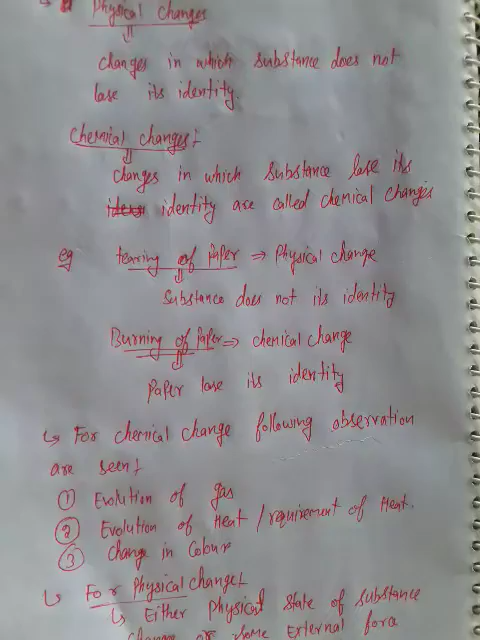 Physical changes
changes in which substance does not
lose its identity.
Chemical changes:-
changes in which substance lose its
identity are called chemical changes
eg tearing of Paper ⇒ Physical change
Substance does not its identity
Burning of Paper ⇒ chemical change
Paper lose its identity
↳ For chemical change following observation
are seen:-
① Evolution of gas
② Evolution of Heat / requirement of Heat.
③ change in Colour
↳ For Physical change:-
↳ Either Physical State of substance
change or some External force